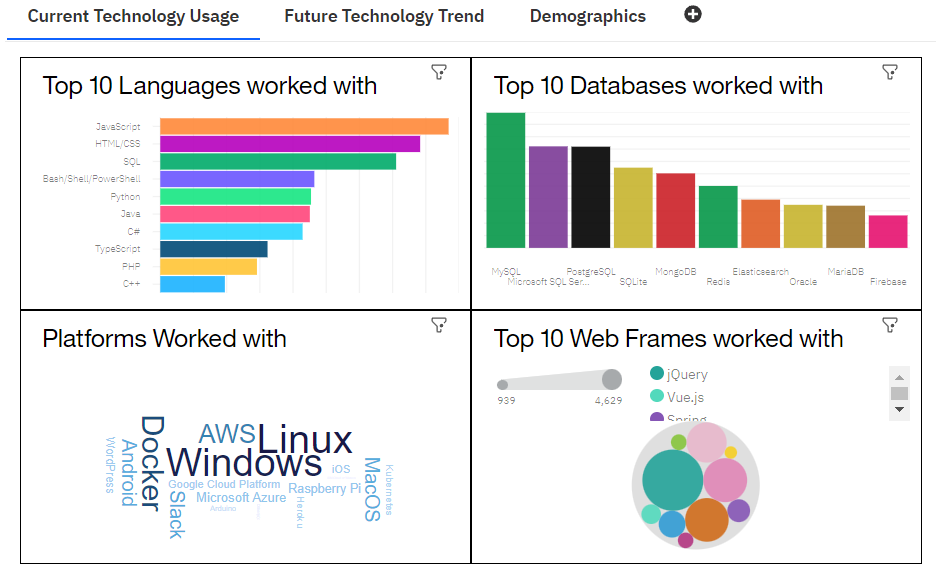 Current Technology Usage
Future Technology Trend
Demographics
Top 10 Languages worked with
JavaScript
HTML/CSS
SQL
Bash/Shell/PowerShell
Python
Java
C#
TypeScript
PHP
C++
Top 10 Databases worked with
MySQL
Microsoft SQL Ser...
PostgreSQL
SQLite
MongoDB
Redis
Elasticsearch
Oracle
MariaDB
Firebase
Platforms Worked with
AWS
Linux
Docker
Windows
WordPress
Android
iOS
Google Cloud Platform
Microsoft Azure
Raspberry Pi
MacOS
Kubernetes
Slack
Arduino
Heroku
Top 10 Web Frames worked with
939
4,629
jQuery
Vue.js
Spring